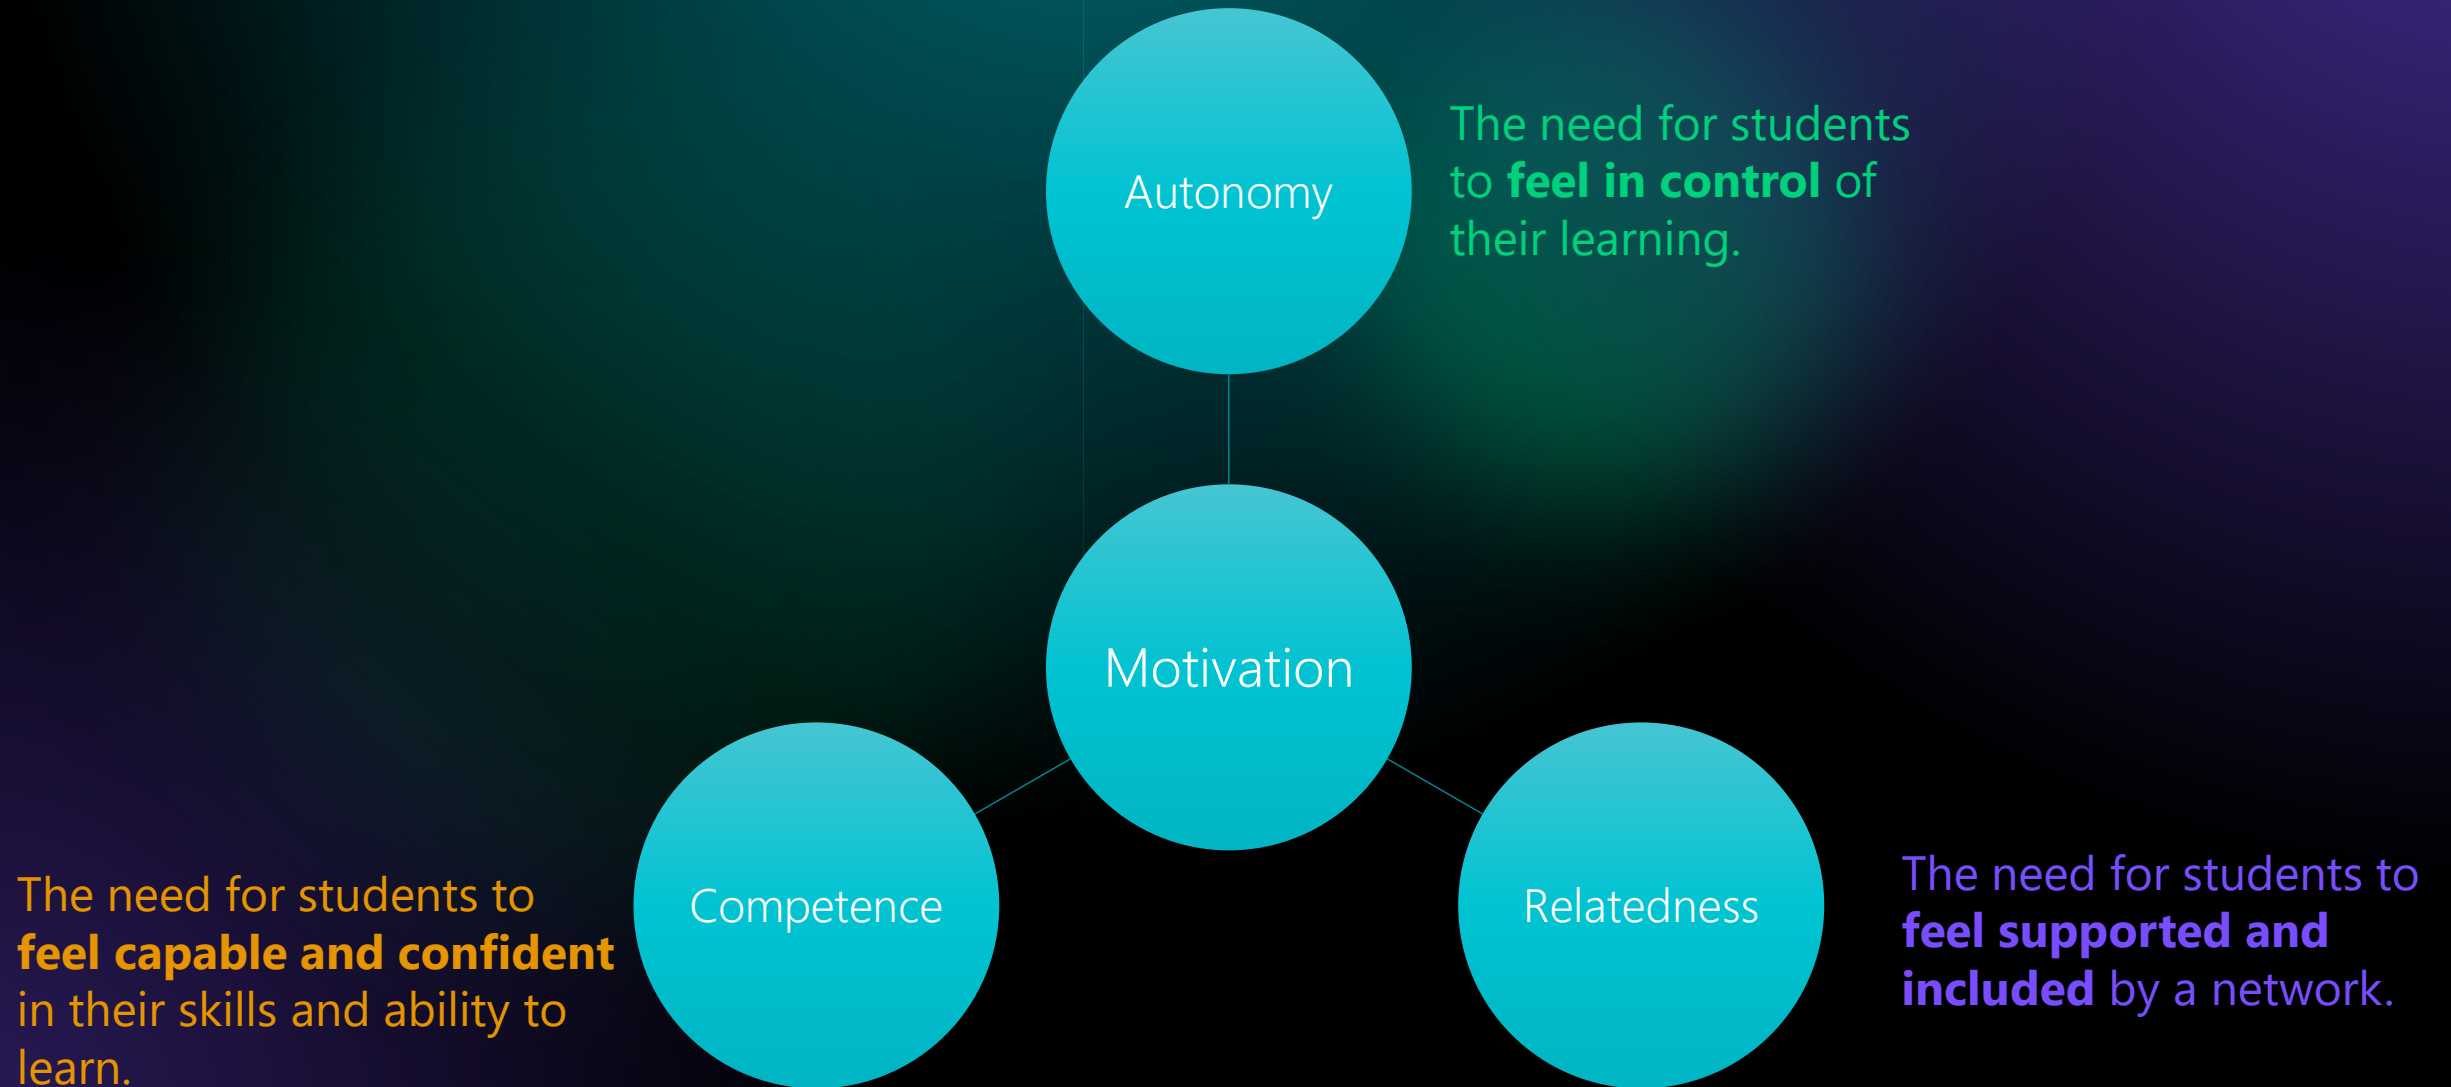 Autonomy
The need for students
to feel in control of
their learning.
Motivation
Competence
The need for students to
feel capable and confident
in their skills and ability to
learn.
Relatedness
The need for students to
feel supported and
included by a network.